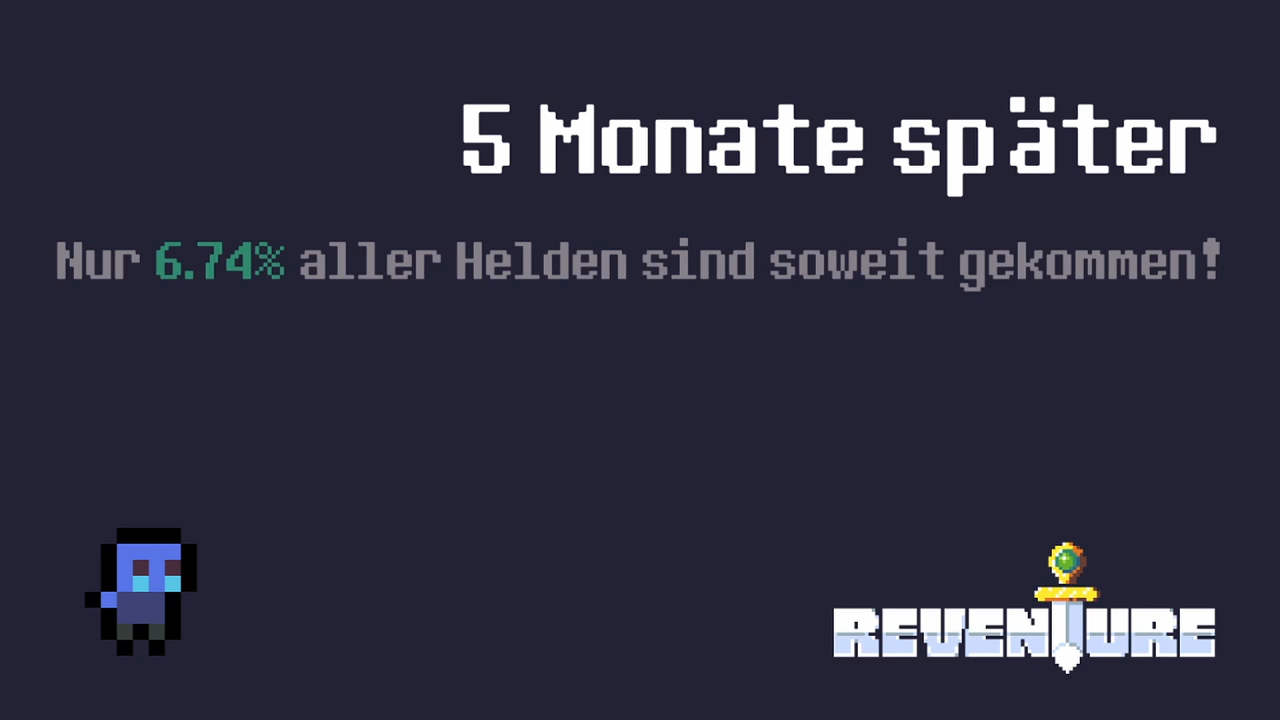 5 Monate später
Nur 6.74% aller Helden sind soweit gekommen!
REVENTURE